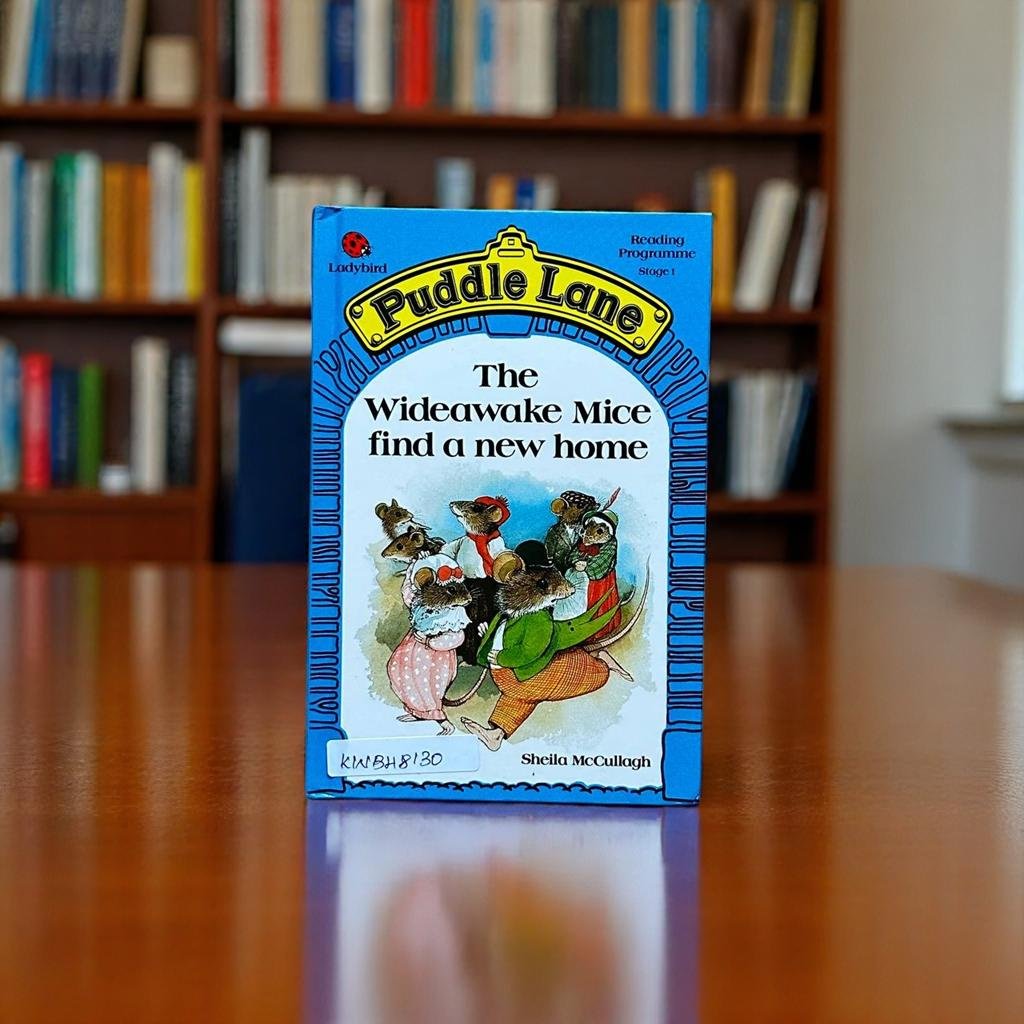 Ladybird
Reading
Programme
Stage 1
Puddle Lane
The
Wideawake Mice
find a new home
KWBH8130
Sheila McCullagh